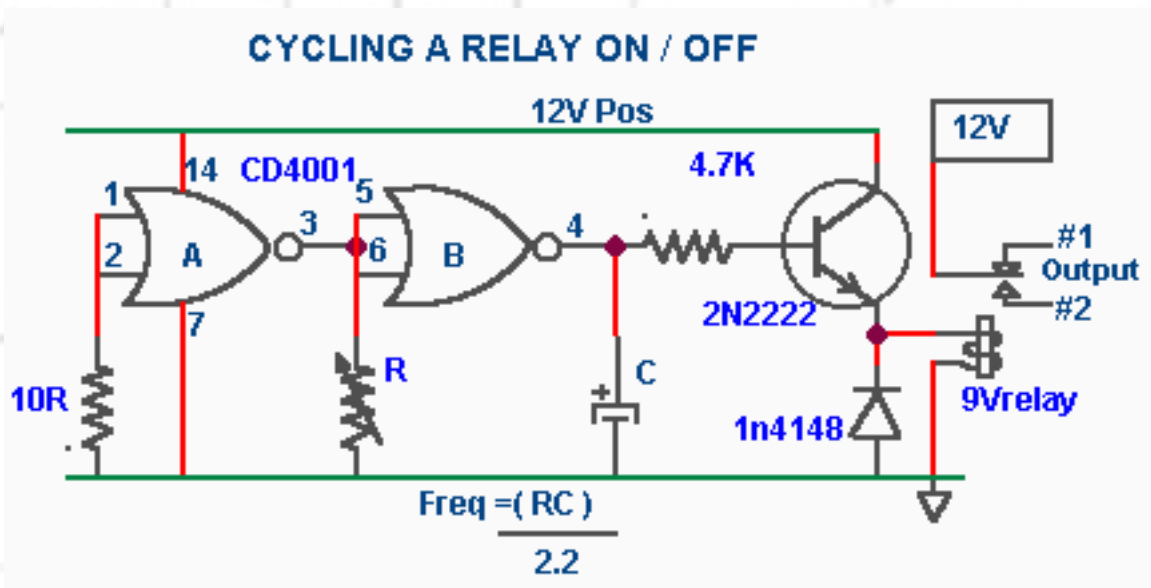 CYCLING A RELAY ON / OFF
12V Pos
12V
14
CD4001
4.7K
1
5
3
4
2
A
6
B
#1
Output
#2
7
2N2222
R
C
+
10R
9Vrelay
1n4148
Freq =( RC )
2.2